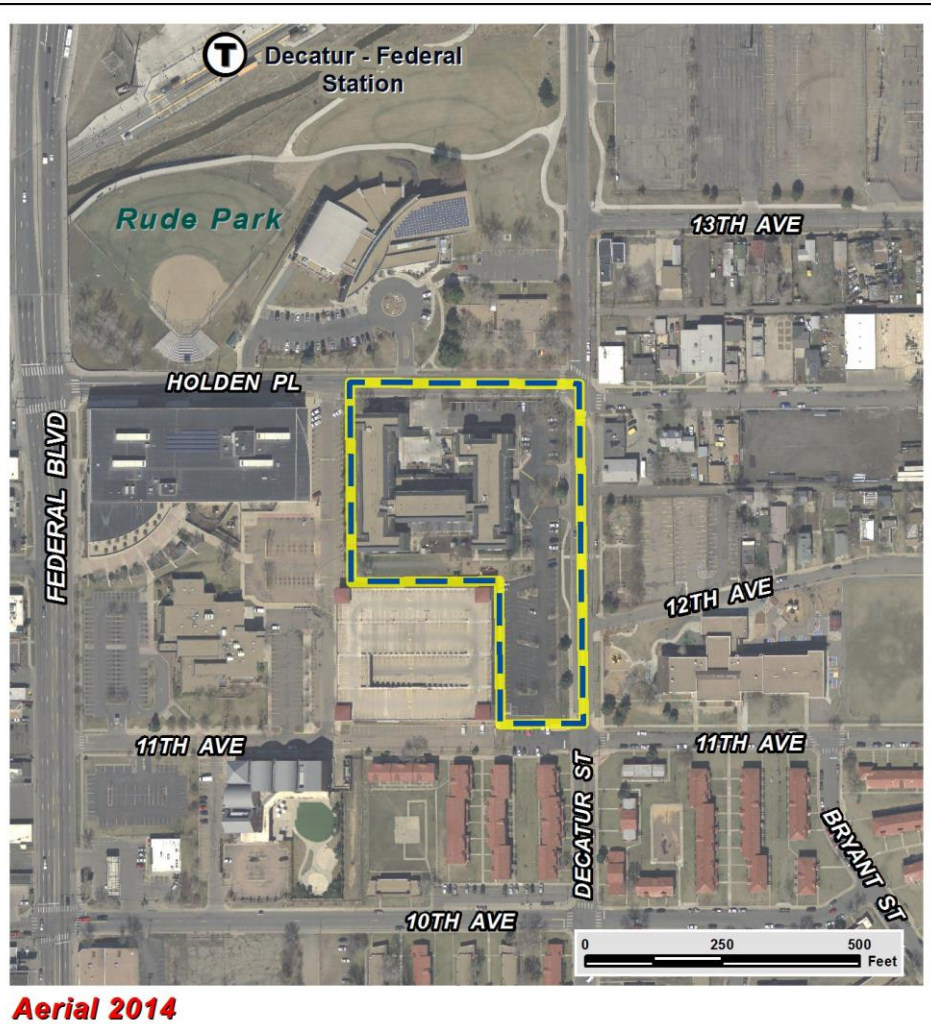 T
Decatur - Federal
Station
Rude Park
13TH AVE
HOLDEN PL
FEDERAL BLVD
12TH AVE
11TH AVE
11TH AVE
DECATUR ST
BRYANT ST
10TH AVE
0 250 500
Feet
Aerial 2014